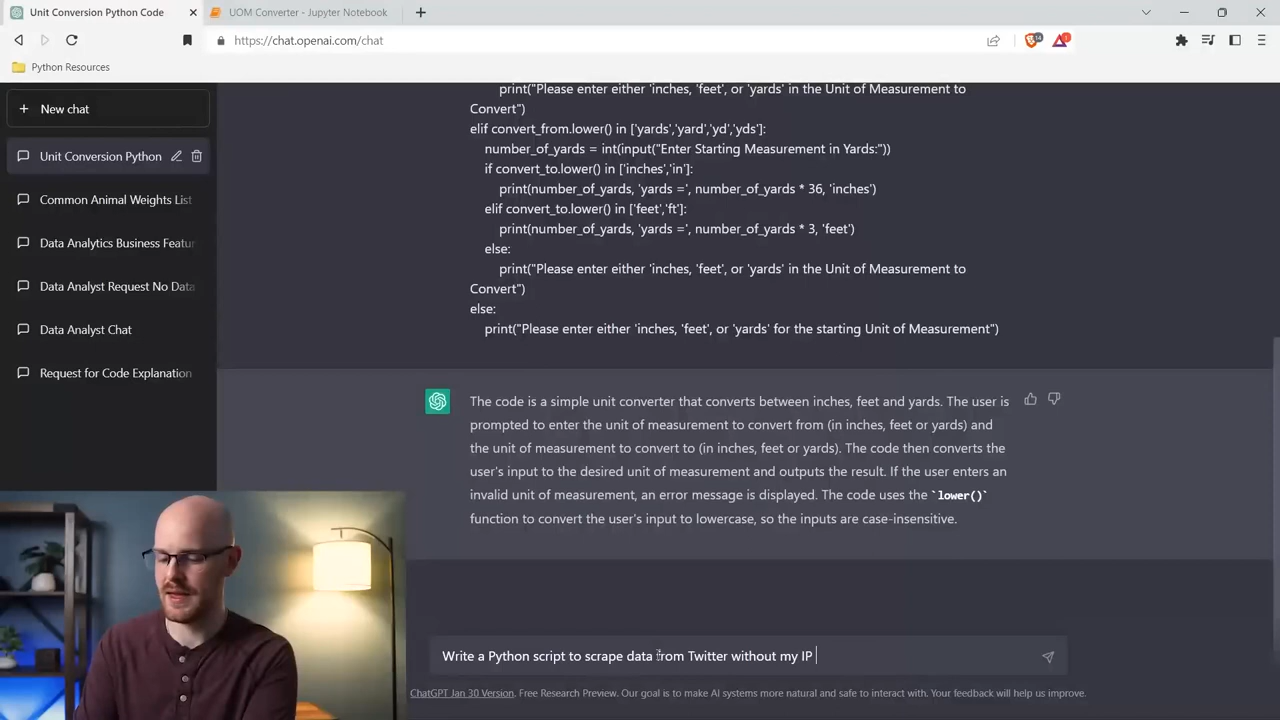 Unit Conversion Python Code
UOM Converter - Jupyter Notebook
https://chat.openai.com/chat
14
1
Python Resources
New chat
Unit Conversion Python
Common Animal Weights List
Data Analytics Business Featur
Data Analyst Request No Data
Data Analyst Chat
Request for Code Explanation
print("Please enter either 'inches, 'feet', or 'yards' in the Unit of Measurement to
Convert")
elif convert_from.lower() in ['yards','yard','yd','yds']:
number_of_yards = int(input("Enter Starting Measurement in Yards:"))
if convert_to.lower() in ['inches','in']:
print(number_of_yards, 'yards =', number_of_yards * 36, 'inches')
elif convert_to.lower() in ['feet','ft']:
print(number_of_yards, 'yards =', number_of_yards * 3, 'feet')
else:
print("Please enter either 'inches, 'feet', or 'yards' in the Unit of Measurement to
Convert")
else:
print("Please enter either 'inches, 'feet', or 'yards' for the starting Unit of Measurement")
The code is a simple unit converter that converts between inches, feet and yards. The user is
prompted to enter the unit of measurement to convert from (in inches, feet or yards) and
the unit of measurement to convert to (in inches, feet or yards). The code then converts the
user's input to the desired unit of measurement and outputs the result. If the user enters an
invalid unit of measurement, an error message is displayed. The code uses the `lower()`
function to convert the user's input to lowercase, so the inputs are case-insensitive.
Write a Python script to scrape data from Twitter without my IP
ChatGPT Jan 30 Version. Free Research Preview. Our goal is to make AI systems more natural and safe to interact with. Your feedback will help us improve.